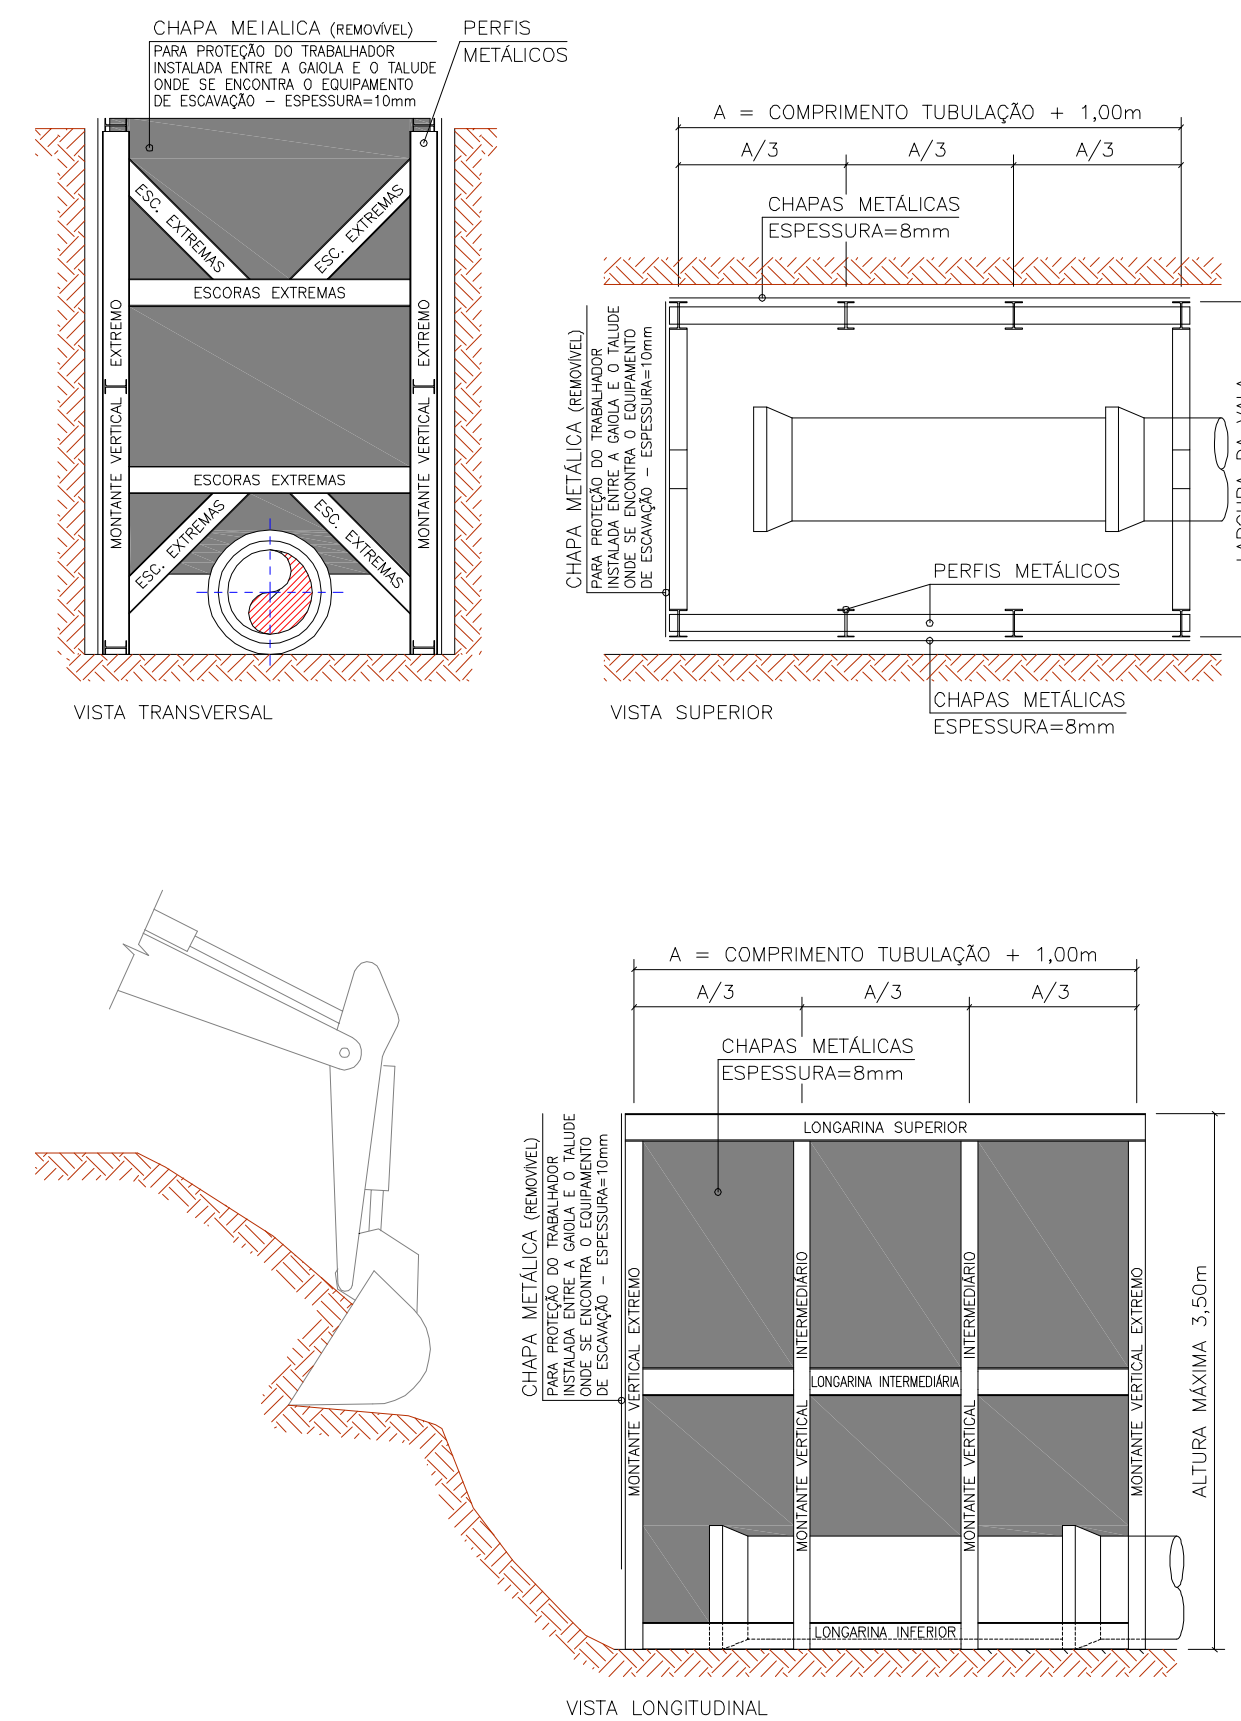 CHAPA MEIALICA (REMOVÍVEL)
PARA PROTEÇÃO DO TRABALHADOR
INSTALADA ENTRE A GAIOLA E O TALUDE
ONDE SE ENCONTRA O EQUIPAMENTO
DE ESCAVAÇÃO – ESPESSURA=10mm
PERFIS
METÁLICOS
ESC. EXTREMAS
ESC. EXTREMAS
ESCORAS EXTREMAS
MONTANTE VERTICAL EXTREMO
MONTANTE VERTICAL EXTREMO
ESCORAS EXTREMAS
ESC. EXTREMAS
ESC. EXTREMAS
VISTA TRANSVERSAL
A = COMPRIMENTO TUBULAÇÃO + 1,00m
A/3
A/3
A/3
CHAPAS METÁLICAS
ESPESSURA=8mm
CHAPA METÁLICA (REMOVÍVEL)
PARA PROTEÇÃO DO TRABALHADOR
INSTALADA ENTRE A GAIOLA E O TALUDE
ONDE SE ENCONTRA O EQUIPAMENTO
DE ESCAVAÇÃO – ESPESSURA=10mm
PERFIS METÁLICOS
CHAPAS METÁLICAS
ESPESSURA=8mm
VISTA SUPERIOR
A = COMPRIMENTO TUBULAÇÃO + 1,00m
A/3
A/3
A/3
CHAPAS METÁLICAS
ESPESSURA=8mm
CHAPA METÁLICA (REMOVÍVEL)
PARA PROTEÇÃO DO TRABALHADOR
INSTALADA ENTRE A GAIOLA E O TALUDE
ONDE SE ENCONTRA O EQUIPAMENTO
DE ESCAVAÇÃO – ESPESSURA=10mm
LONGARINA SUPERIOR
MONTANTE VERTICAL EXTREMO
MONTANTE VERTICAL INTERMEDIÁRIO
MONTANTE VERTICAL INTERMEDIÁRIO
MONTANTE VERTICAL EXTREMO
LONGARINA INTERMEDIÁRIA
LONGARINA INFERIOR
ALTURA MÁXIMA 3,50m
VISTA LONGITUDINAL